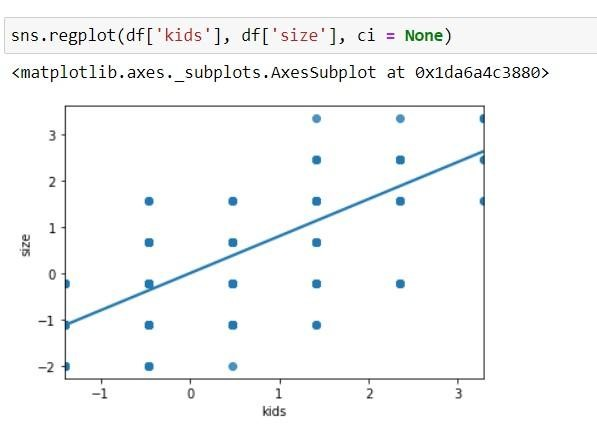 sns.regplot(df['kids'], df['size'], ci = None)
<matplotlib.axes._subplots.AxesSubplot at 0x1da6a4c3880>
3
2
1
0
−1
−2
size
−1 0 1 2 3
kids